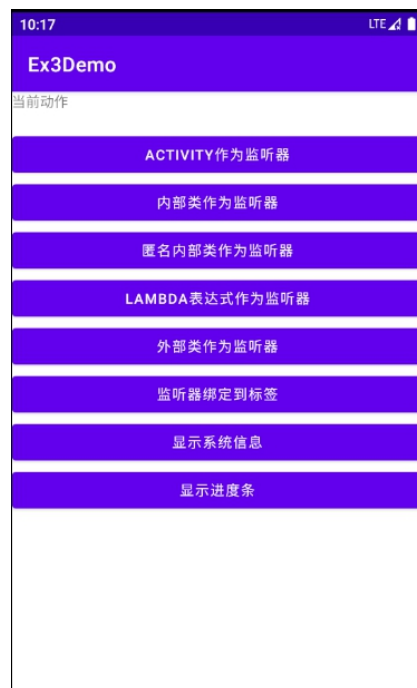 10:17 LTE
Ex3Demo
当前动作
ACTIVITY作为监听器
内部类作为监听器
匿名内部类作为监听器
LAMBDA表达式作为监听器
外部类作为监听器
监听器绑定到标签
显示系统信息
显示进度条